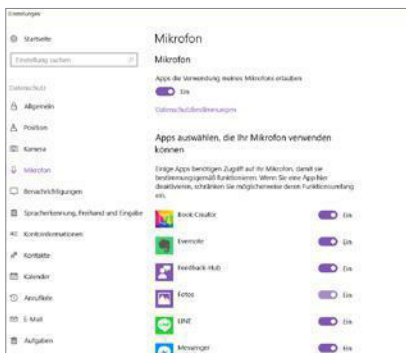 Einstellungen
Startseite
Einstellung suchen
Datenschutz
Allgemein
Position
Kamera
Mikrofon
Benachrichtigungen
Spracherkennung, Freihand und Eingabe
Kontoinformationen
Kontakte
Kalender
Anrufliste
E-Mail
Aufgaben
Mikrofon
Mikrofon
Apps die Verwendung meines Mikrofons erlauben
Ein
Datenschutzbestimmungen
Apps auswählen, die Ihr Mikrofon verwenden
können
Einige Apps benötigen Zugriff auf Ihr Mikrofon, damit sie
bestimmungsgemäß funktionieren. Wenn Sie eine App hier
deaktivieren, schränken Sie möglicherweise deren Funktionsumfang
ein.
Book Creator Ein
Evernote Ein
Feedback-Hub Ein
Fotos Ein
LINE Ein
Messenger Ein